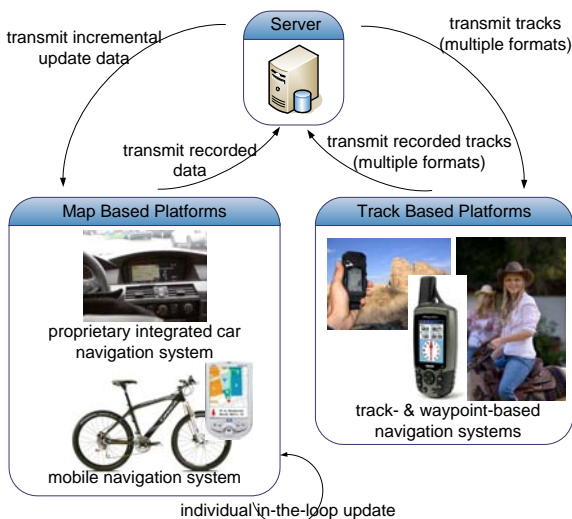 Server
transmit incremental
update data
transmit tracks
(multiple formats)
transmit recorded
data
transmit recorded tracks
(multiple formats)
Map Based Platforms
proprietary integrated car
navigation system
mobile navigation system
Track Based Platforms
track- & waypoint-based
navigation systems
individual in-the-loop update